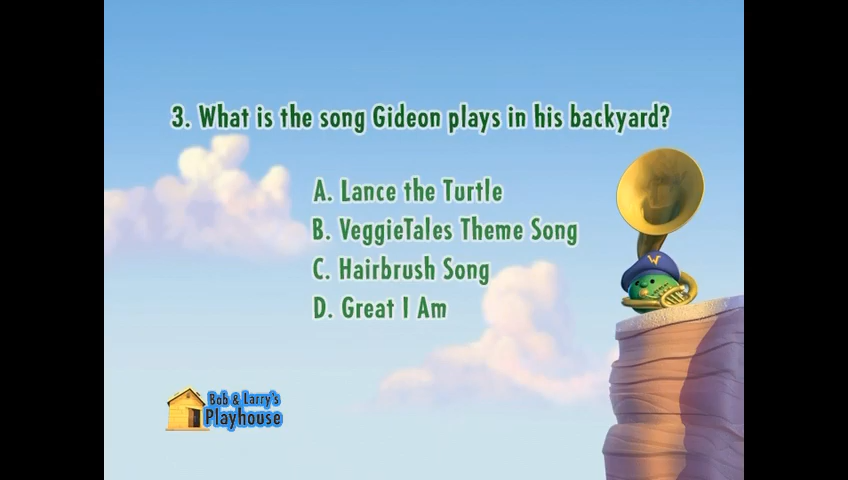 3. What is the song Gideon plays in his backyard?
A. Lance the Turtle
B. VeggieTales Theme Song
C. Hairbrush Song
D. Great I Am
W
Bob & Larry's
Playhouse